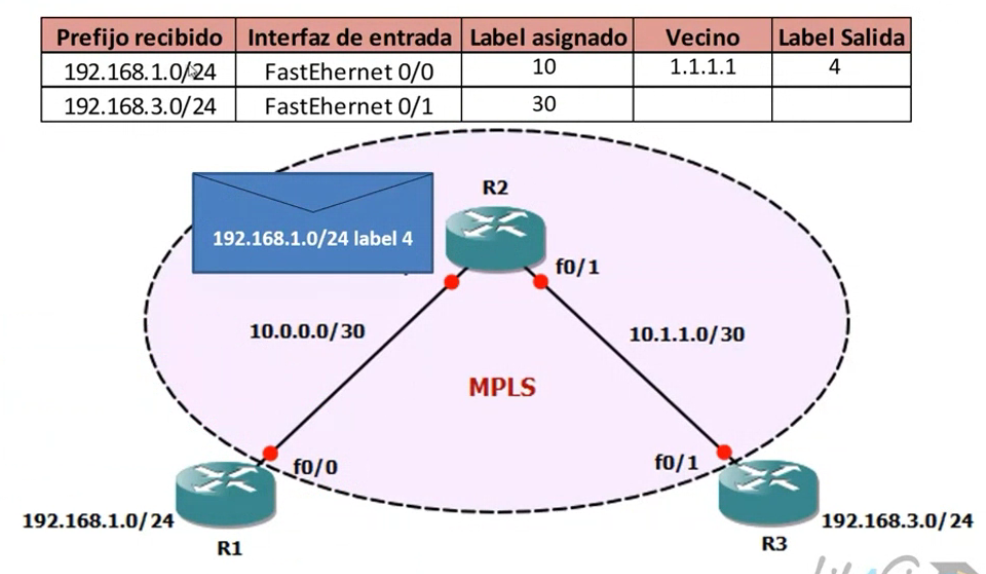 Prefijo recibido Interfaz de entrada Label asignado Vecino Label Salida
192.168.1.0/24 FastEhernet 0/0 10 1.1.1.1 4
192.168.3.0/24 FastEhernet 0/1 30
R2
192.168.1.0/24 label 4
f0/1
10.0.0.0/30
10.1.1.0/30
MPLS
f0/0
f0/1
192.168.1.0/24
192.168.3.0/24
R1
R3